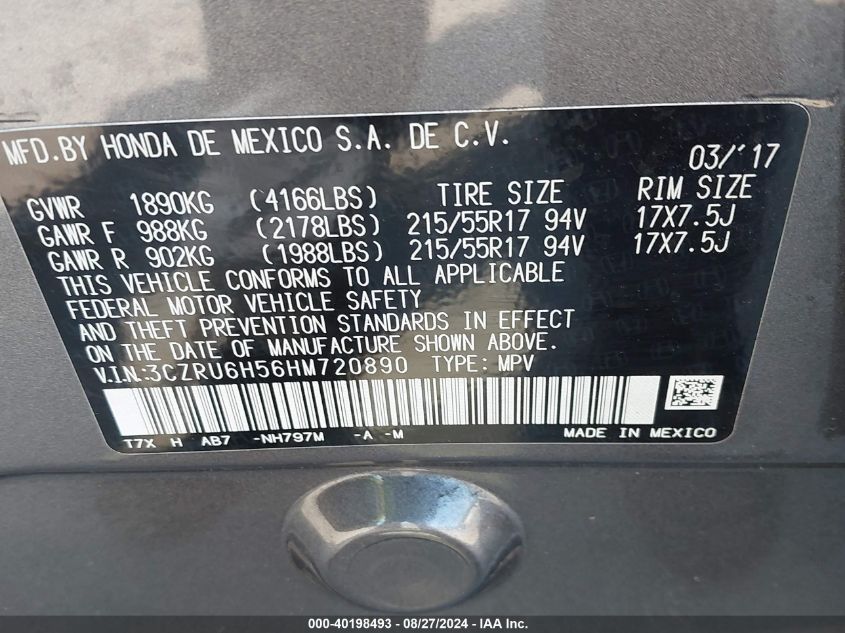 MFD.BY HONDA DE MEXICO S.A. DE C.V.
03/'17
GVWR 1890KG (4166LBS) TIRE SIZE RIM SIZE
GAWR F 988KG (2178LBS) 215/55R17 94V 17X7.5J
GAWR R 902KG (1988LBS) 215/55R17 94V 17X7.5J
THIS VEHICLE CONFORMS TO ALL APPLICABLE
FEDERAL MOTOR VEHICLE SAFETY
AND THEFT PREVENTION STANDARDS IN EFFECT
ON THE DATE OF MANUFACTURE SHOWN ABOVE.
V.I.N:3CZRU6H56HM720890 TYPE: MPV
T7X H AB7 -NH797M -A -M MADE IN MEXICO
000-40198493 - 08/27/2024 - IAA Inc.